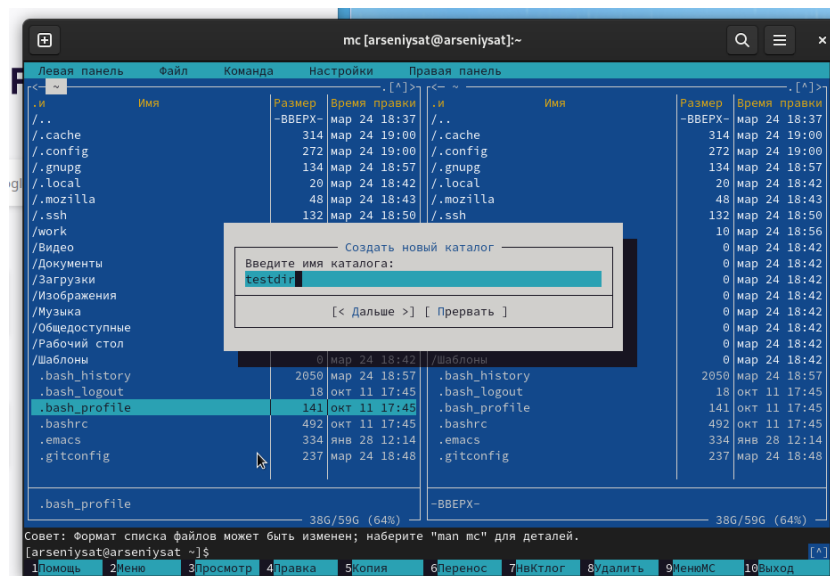 mc [arseniysat@arseniysat]:~
Левая панель Файл Команда Настройки Правая панель
<— ~ .[^]> <— ~ .[^]>
.и Имя Размер Время правки .и Имя Размер Время правки
/.. -ВВЕРХ- мар 24 18:37 /.. -ВВЕРХ- мар 24 18:37
/.cache 314 мар 24 19:00 /.cache 314 мар 24 19:00
/.config 272 мар 24 19:00 /.config 272 мар 24 19:00
/.gnupg 134 мар 24 18:57 /.gnupg 134 мар 24 18:57
/.local 20 мар 24 18:42 /.local 20 мар 24 18:42
/.mozilla 48 мар 24 18:43 /.mozilla 48 мар 24 18:43
/.ssh 132 мар 24 18:50 /.ssh 132 мар 24 18:50
/work 10 мар 24 18:56
/Видео 0 мар 24 18:42
/Документы 0 мар 24 18:42
/Загрузки 0 мар 24 18:42
/Изображения 0 мар 24 18:42
/Музыка 0 мар 24 18:42
/Общедоступные 0 мар 24 18:42
/Рабочий стол 0 мар 24 18:42
Создать новый каталог
Введите имя каталога:
testdir
[< Дальше >] [ Прервать ]
/Шаблоны 0 мар 24 18:42 /Шаблоны 0 мар 24 18:42
.bash_history 2050 мар 24 18:57 .bash_history 2050 мар 24 18:57
.bash_logout 18 окт 11 17:45 .bash_logout 18 окт 11 17:45
.bash_profile 141 окт 11 17:45 .bash_profile 141 окт 11 17:45
.bashrc 492 окт 11 17:45 .bashrc 492 окт 11 17:45
.emacs 334 янв 28 12:14 .emacs 334 янв 28 12:14
.gitconfig 237 мар 24 18:48 .gitconfig 237 мар 24 18:48
.bash_profile -ВВЕРХ-
38G/59G (64%) 38G/59G (64%)
Совет: Формат списка файлов может быть изменен; наберите "man mc" для деталей.
[arseniysat@arseniysat ~]$ [^]
1Помощь 2Меню 3Просмотр 4Правка 5Копия 6Перенос 7НвКтлог 8Удалить 9МенюМС 10Выход